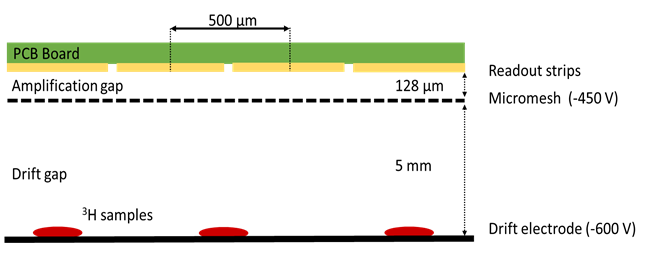 500 µm
PCB Board
Readout strips
Amplification gap
128 µm
Micromesh (-450 V)
5 mm
Drift gap
³H samples
Drift electrode (-600 V)